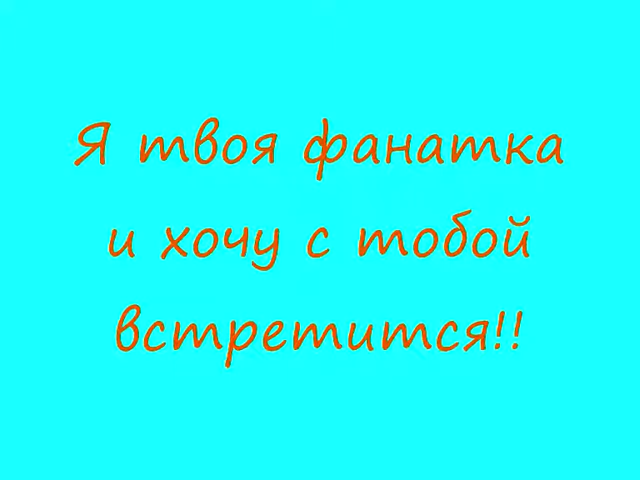 Я твоя фанатка
и хочу с тобой
встретится!!